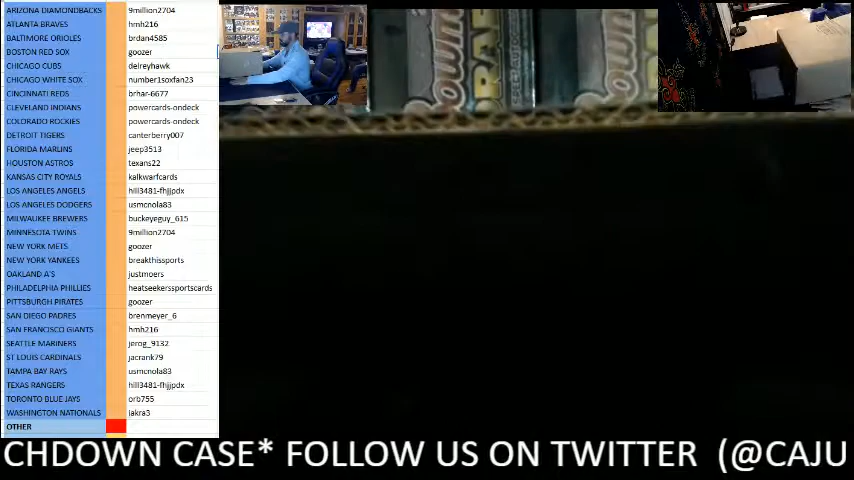 ARIZONA DIAMONDBACKS 9million2704
ATLANTA BRAVES hmh216
BALTIMORE ORIOLES brdan4585
BOSTON RED SOX goozer
CHICAGO CUBS delreyhawk
CHICAGO WHITE SOX number1soxfan23
CINCINATTI REDS brhar-6677
CLEVELAND INDIANS powercards-ondeck
COLORADO ROCKIES powercards-ondeck
DETROIT TIGERS canterberry007
FLORIDA MARLINS jeep3513
HOUSTON ASTROS texans22
KANSAS CITY ROYALS kalkwarfcards
LOS ANGELES ANGELS hill3481-fhjjpdx
LOS ANGELES DODGERS usmcnola83
MILWAUKEE BREWERS buckeyeguy_615
MINNESOTA TWINS 9million2704
NEW YORK METS goozer
NEW YORK YANKEES breakthissports
OAKLAND A'S justmoers
PHILADELPHIA PHILLIES heatseekerssportscards
PITTSBURGH PIRATES goozer
SAN DIEGO PADRES brenmeyer_6
SAN FRANCISCO GIANTS hmh216
SEATTLE MARINERS jerog_9132
ST LOUIS CARDINALS jacrank79
TAMPA BAY RAYS usmcnola83
TEXAS RANGERS hill3481-fhjjpdx
TORONTO BLUE JAYS orb755
WASHINGTON NATIONALS jakra3
OTHER
CHDOWN CASE* FOLLOW US ON TWITTER (@CAJU